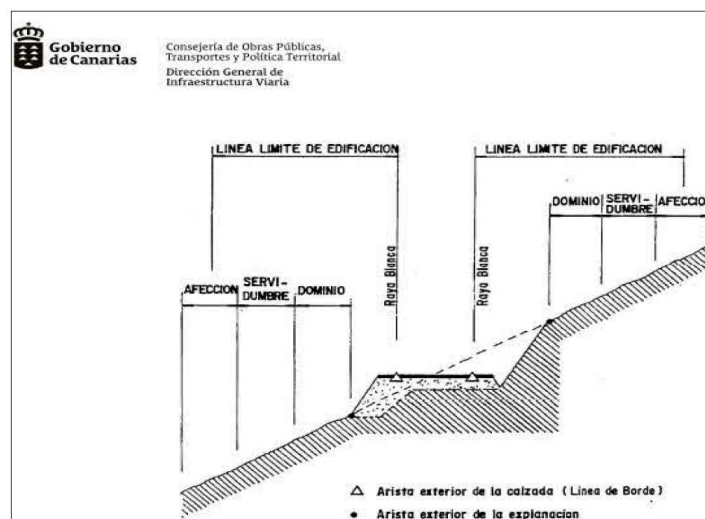 Gobierno
de Canarias
Consejería de Obras Públicas,
Transportes y Política Territorial
Dirección General de
Infraestructura Viaria
LINEA LIMITE DE EDIFICACION
LINEA LIMITE DE EDIFICACION
DOMINIO
SERVI-
DUMBRE
AFECCIO
Raya Blanca
Raya Blanca
AFECCION
SERVI-
DUMBRE
DOMINIO
Arista exterior de la calzada (Linea de Borde)
Arista exterior de la explanacion